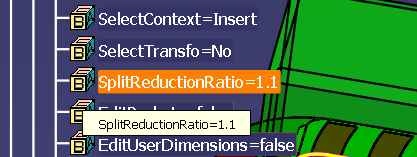 SelectContext=Insert
SelectTransfo=No
SplitReductionRatio=1.1
SplitReductionRatio=1.1
EditUserDimensions=false